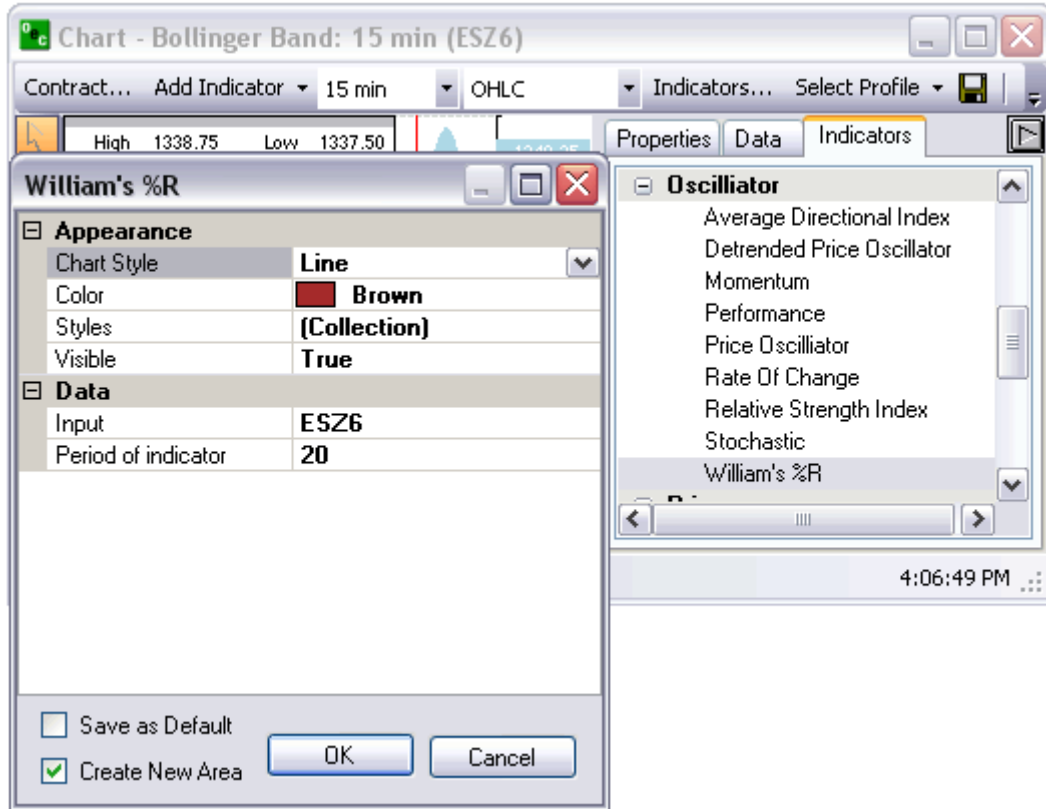 Oec Chart - Bollinger Band: 15 min (ESZ6)
Contract... Add Indicator 15 min OHLC Indicators... Select Profile
High 1338.75 Low 1337.50
Properties Data Indicators
William's %R
Appearance
Chart Style Line
Color Brown
Styles (Collection)
Visible True
Data
Input ESZ6
Period of indicator 20
Save as Default
Create New Area
OK Cancel
Oscilliator
Average Directional Index
Detrended Price Oscillator
Momentum
Performance
Price Oscilliator
Rate Of Change
Relative Strength Index
Stochastic
William's %R
4:06:49 PM